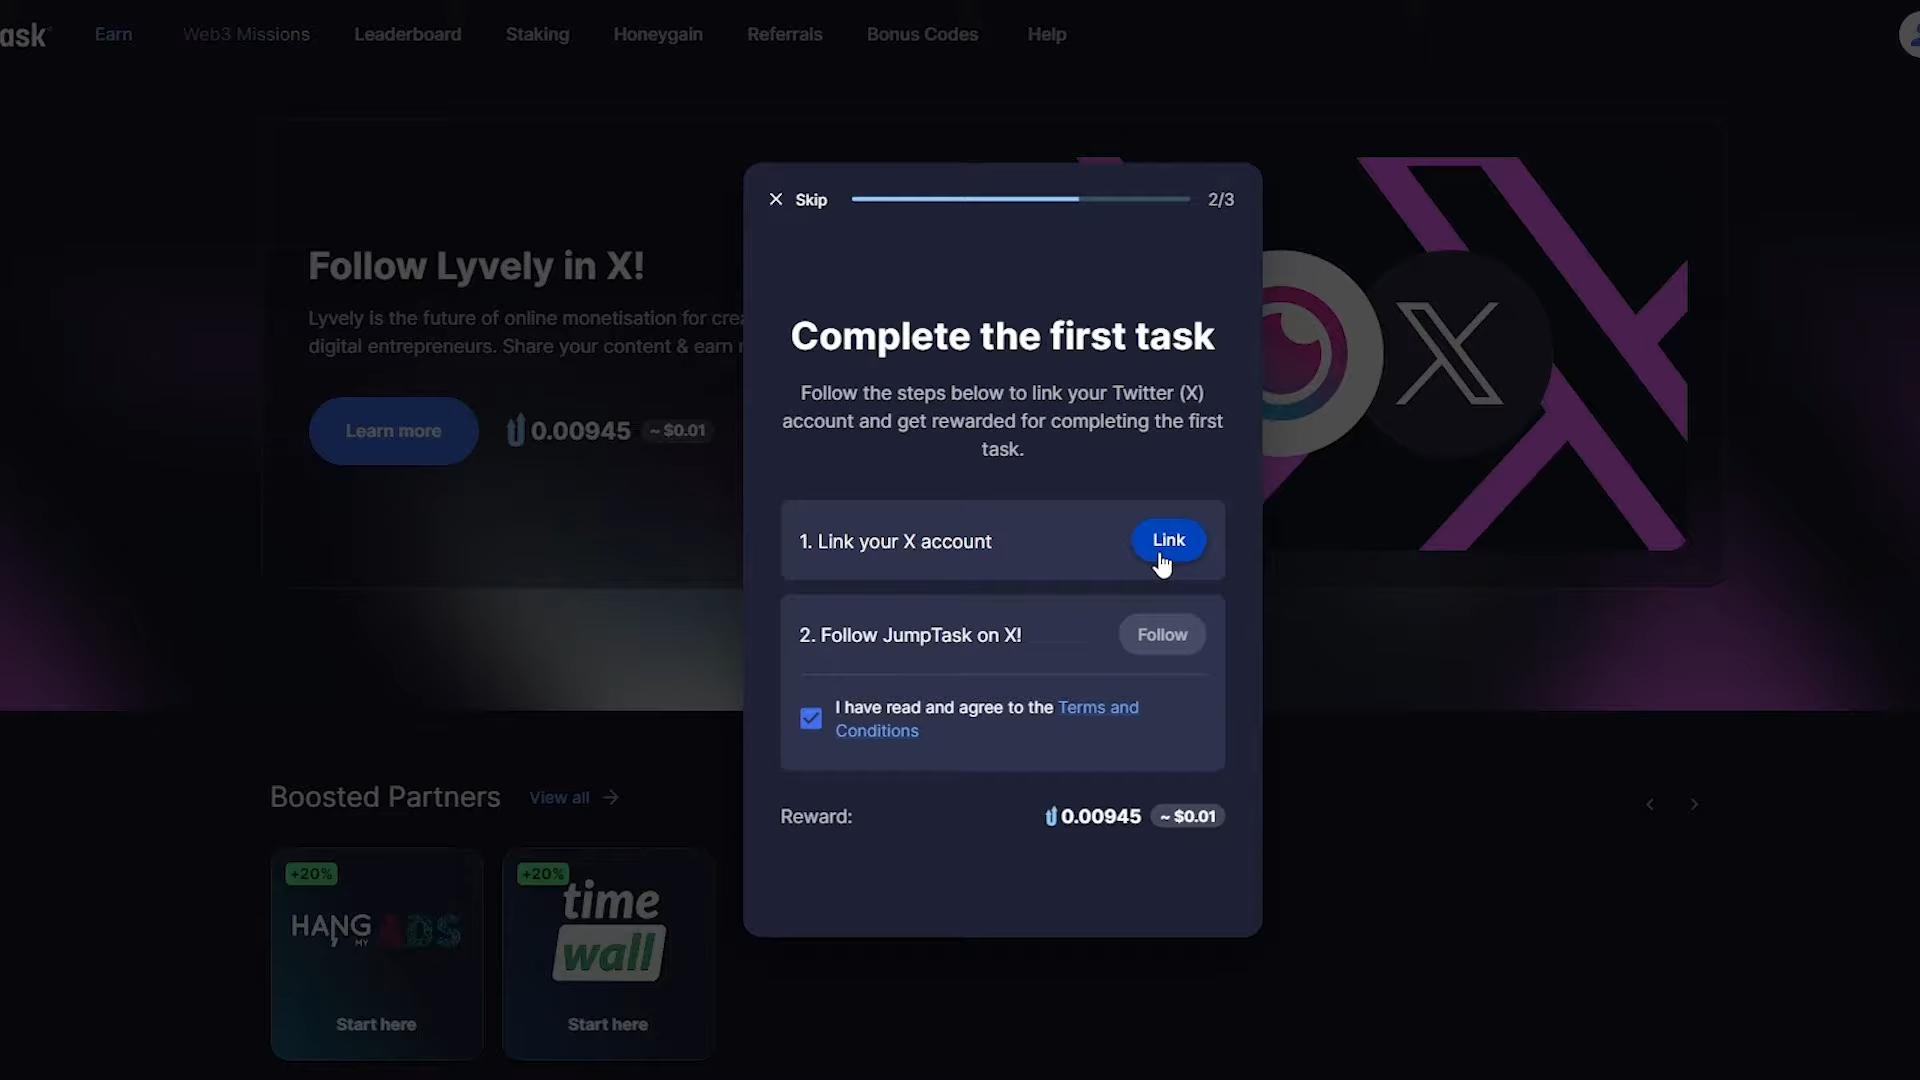 ask
Earn
Web3 Missions
Leaderboard
Staking
Honeygain
Referrals
Bonus Codes
Help
Follow Lyvely in X!
Lyvely is the future of online monetisation for
digital entrepreneurs. Share your content & earn
Learn more
0.00945
~ $0.01
Skip
2/3
Complete the first task
Follow the steps below to link your Twitter (X)
account and get rewarded for completing the first
task.
1. Link your X account
Link
2. Follow JumpTask on X!
Follow
I have read and agree to the Terms and
Conditions
Reward:
0.00945
~ $0.01
Boosted Partners
View all
+20%
HANG
MY
ADS
Start here
+20%
time
wall
Start here